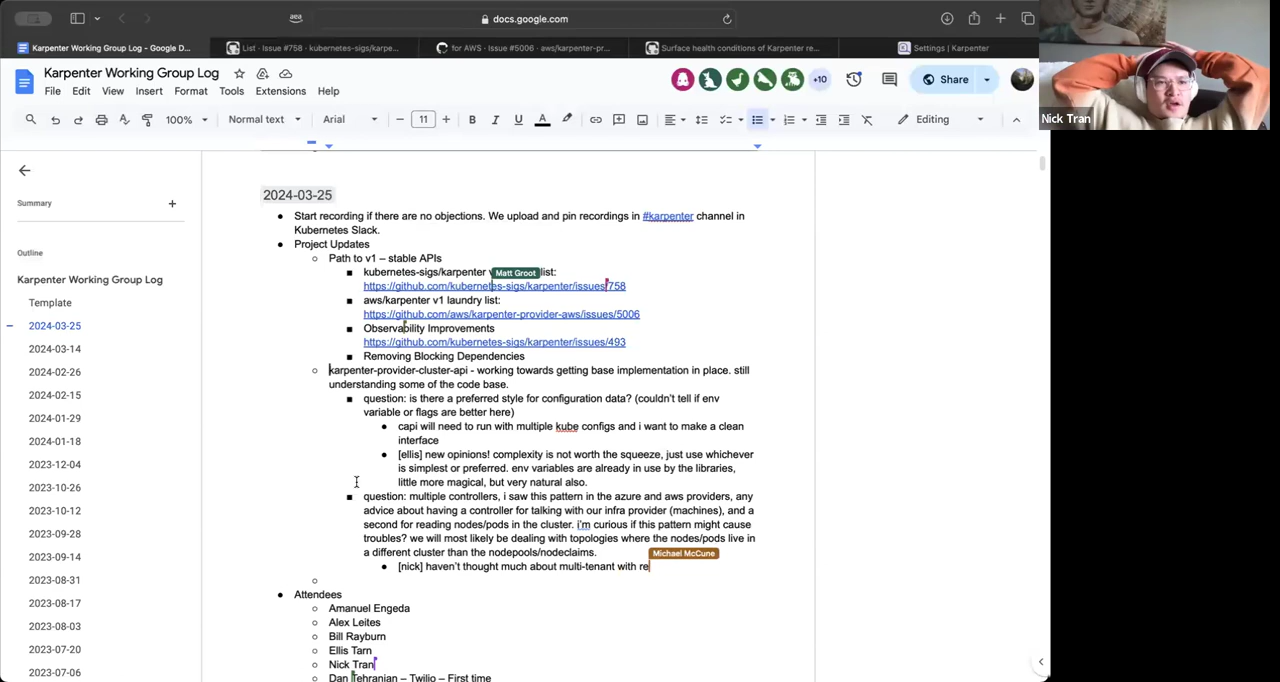 aea
docs.google.com
Karpenter Working Group Log - Google D...
List · Issue #758 · kubernetes-sigs/karpe...
for AWS · Issue #5006 · aws/karpenter-pr...
Surface health conditions of Karpenter re...
Settings | Karpenter
Karpenter Working Group Log
+10
Share
File Edit View Insert Format Tools Extensions Help
100%
Normal text
Arial
11
Editing
Nick Tran
Summary
Outline
Karpenter Working Group Log
Template
2024-03-25
2024-03-14
2024-02-26
2024-02-15
2024-01-29
2024-01-18
2023-12-04
2023-10-26
2023-10-12
2023-09-28
2023-09-14
2023-08-31
2023-08-17
2023-08-03
2023-07-20
2023-07-06
2024-03-25
Start recording if there are no objections. We upload and pin recordings in #karpenter channel in
Kubernetes Slack.
Project Updates
Path to v1 – stable APIs
kubernetes-sigs/karpenter v
Matt Groot
list:
https://github.com/kubernetes-sigs/karpenter/issues/758
aws/karpenter v1 laundry list:
https://github.com/aws/karpenter-provider-aws/issues/5006
Observability Improvements
https://github.com/kubernetes-sigs/karpenter/issues/493
Removing Blocking Dependencies
karpenter-provider-cluster-api - working towards getting base implementation in place. still
understanding some of the code base.
question: is there a preferred style for configuration data? (couldn't tell if env
variable or flags are better here)
capi will need to run with multiple kube configs and i want to make a clean
interface
[ellis] new opinions! complexity is not worth the squeeze, just use whichever
is simplest or preferred. env variables are already in use by the libraries,
little more magical, but very natural also.
question: multiple controllers, i saw this pattern in the azure and aws providers, any
advice about having a controller for talking with our infra provider (machines), and a
second for reading nodes/pods in the cluster. i'm curious if this pattern might cause
troubles? we will most likely be dealing with topologies where the nodes/pods live in
a different cluster than the nodepools/nodeclaims.
Michael McCune
[nick] haven't thought much about multi-tenant with re
Attendees
Amanuel Engeda
Alex Leites
Bill Rayburn
Ellis Tarn
Nick Tran
Dan Tehranian – Twilio – First time